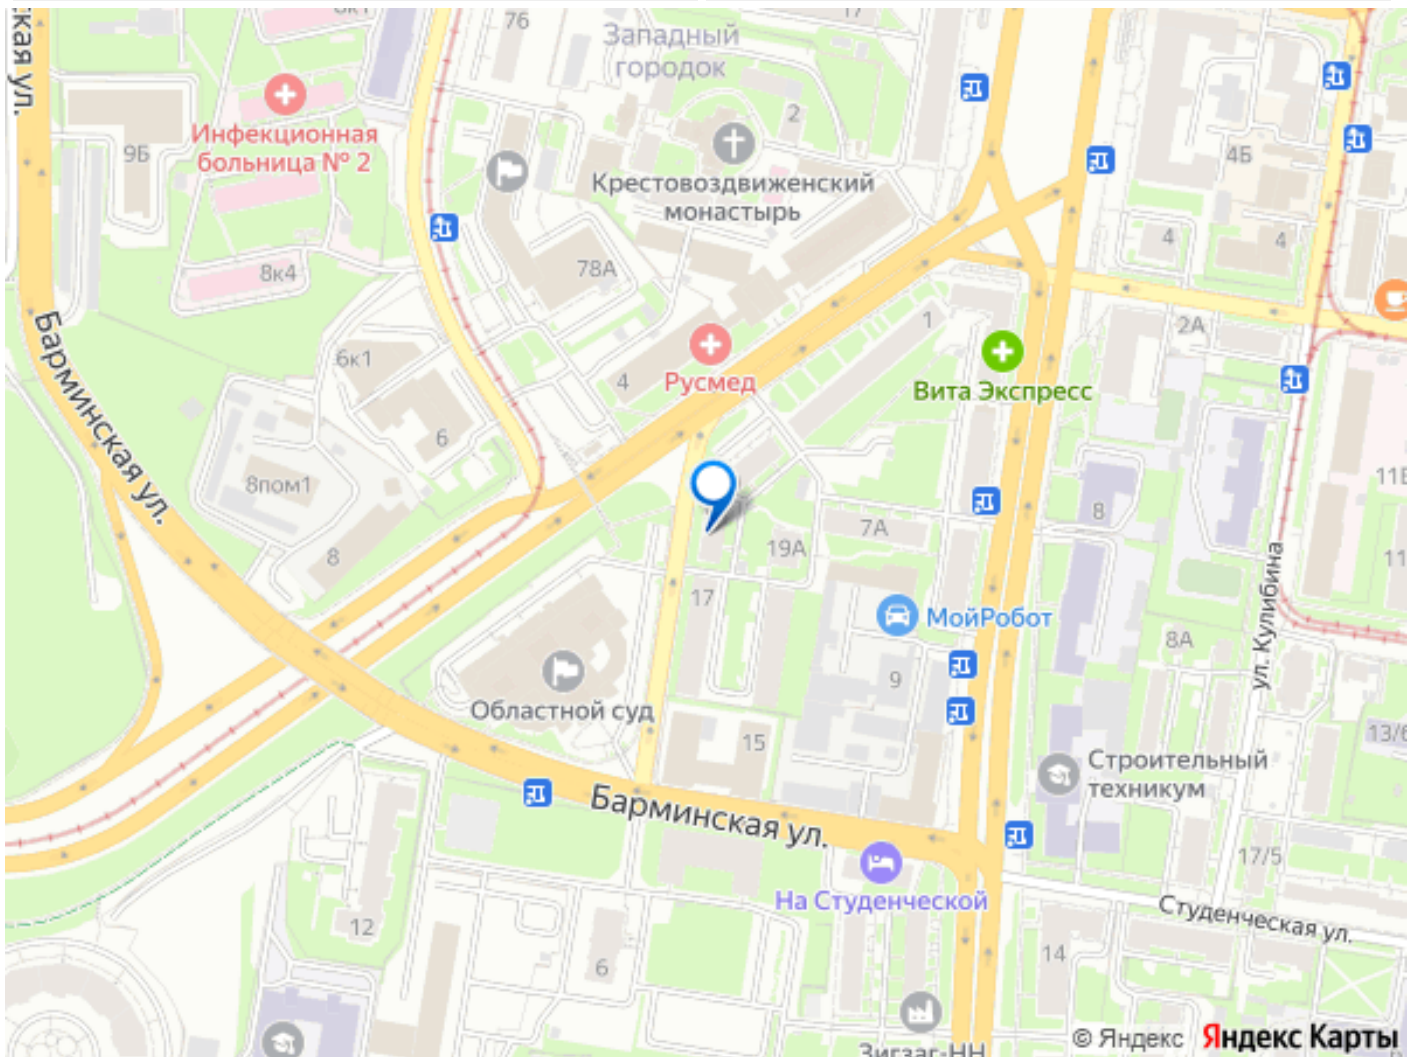 76
17
Западный
городок
ская ул.
2
9Б
Инфекционная
больница № 2
4Б
Крестовоздвиженский
монастырь
4
4
8к4
78А
1
2А
6к1
Русмед
4
Вита Экспресс
Барминская ул.
6
8пом1
11
8
7А
19А
8
11
ул. Кулибина
17
МойРобот
8А
9
Областной суд
15
13/6
Строительный
техникум
Барминская ул.
17/5
На Студенческой
Студенческая ул.
12
14
6
Зигзаг-НН
© Яндекс Яндекс Карты